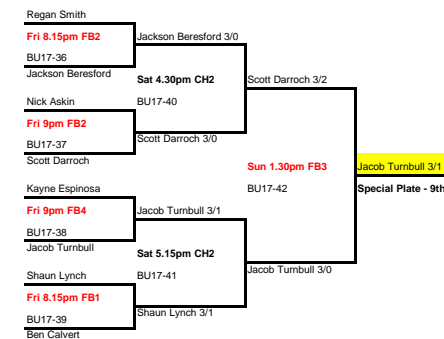 Regan Smith
Fri 8.15pm FB2
Jackson Beresford 3/0
BU17-36
Jackson Beresford
Sat 4.30pm CH2
Scott Darroch 3/2
Nick Askin
BU17-40
Fri 9pm FB2
Scott Darroch 3/0
BU17-37
Scott Darroch
Sun 1.30pm FB3
Jacob Turnbull 3/1
Kayne Espinosa
BU17-42
Special Plate - 9th
Fri 9pm FB4
Jacob Turnbull 3/1
BU17-38
Jacob Turnbull
Sat 5.15pm CH2
Shaun Lynch
BU17-41
Jacob Turnbull 3/0
Fri 8.15pm FB1
Shaun Lynch 3/1
BU17-39
Ben Calvert